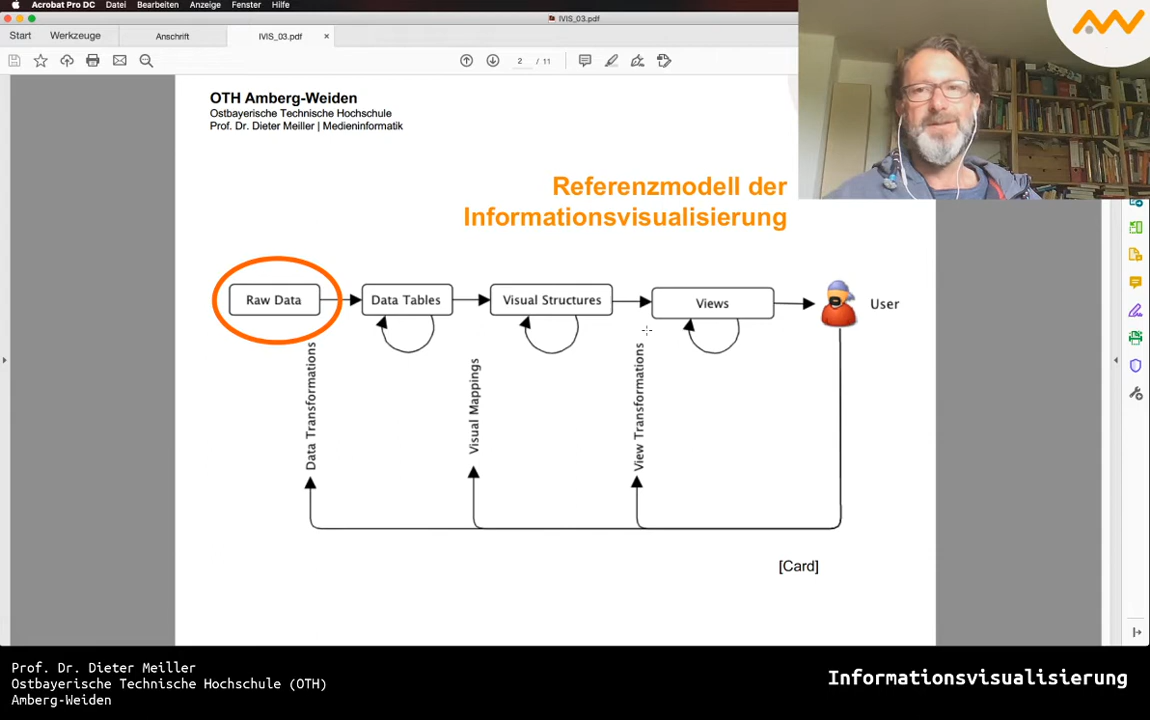 Acrobat Pro DC Datei Bearbeiten Anzeige Fenster Hilfe
IVIS_03.pdf
Start Werkzeuge Anschrift IVIS_03.pdf ×
2 / 11
OTH Amberg-Weiden
Ostbayerische Technische Hochschule
Prof. Dr. Dieter Meiller | Medieninformatik
Referenzmodell der
Informationsvisualisierung
Raw Data
Data Tables
Visual Structures
Views
User
Data Transformations
Visual Mappings
View Transformations
[Card]
Prof. Dr. Dieter Meiller
Ostbayerische Technische Hochschule (OTH)
Amberg-Weiden
Informationsvisualisierung